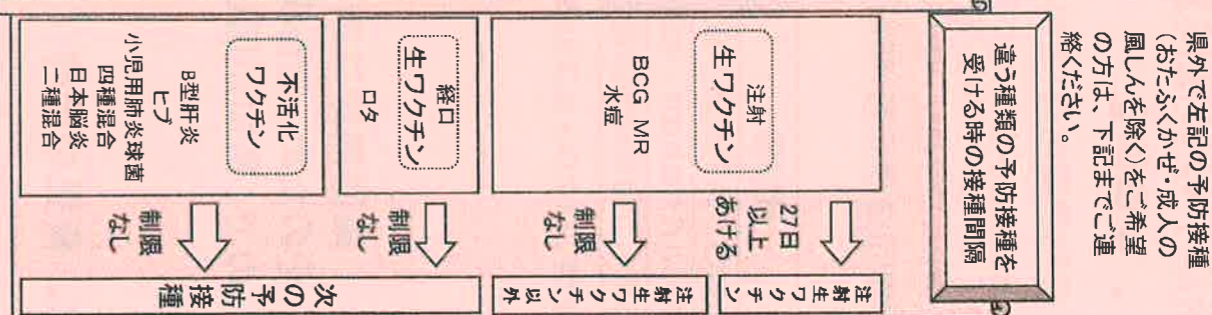 県外で左記の予防接種
(おたふくかぜ・成人の
風しんを除く)をご希望
の方は、下記までご連
絡ください。
違う種類の予防接種を
受ける時の接種間隔
注射
生ワクチン
BCG MR
水痘
27日
以上
あける
注射生ワクチン
制限
なし
注射生ワクチン以外
経口
生ワクチン
ロタ
制限
なし
不活化
ワクチン
B型肝炎
ヒブ
小児用肺炎球菌
四種混合
日本脳炎
二種混合
制限
なし
次の予防接種